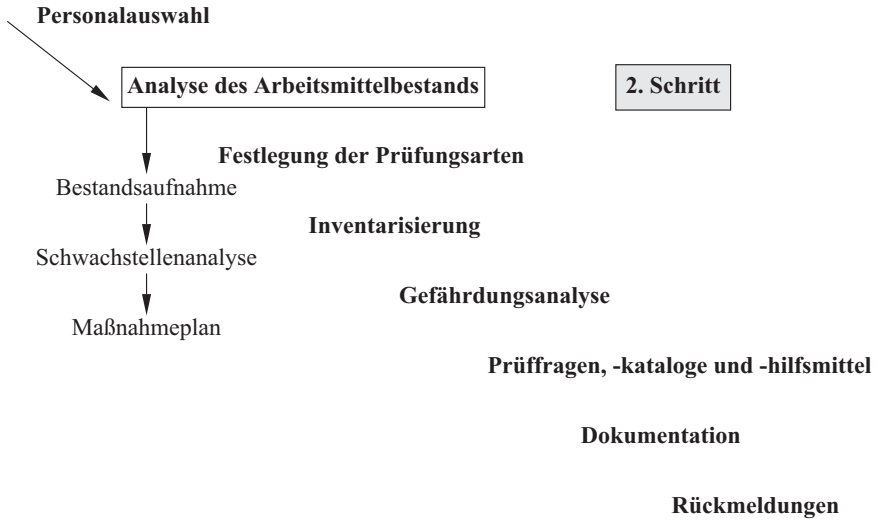 Personalauswahl
Analyse des Arbeitsmittelbestands
2. Schritt
Festlegung der Prüfungsarten
Bestandsaufnahme
Inventarisierung
Schwachstellenanalyse
Gefährdungsanalyse
Maßnahmeplan
Prüffragen, -kataloge und -hilfsmittel
Dokumentation
Rückmeldungen